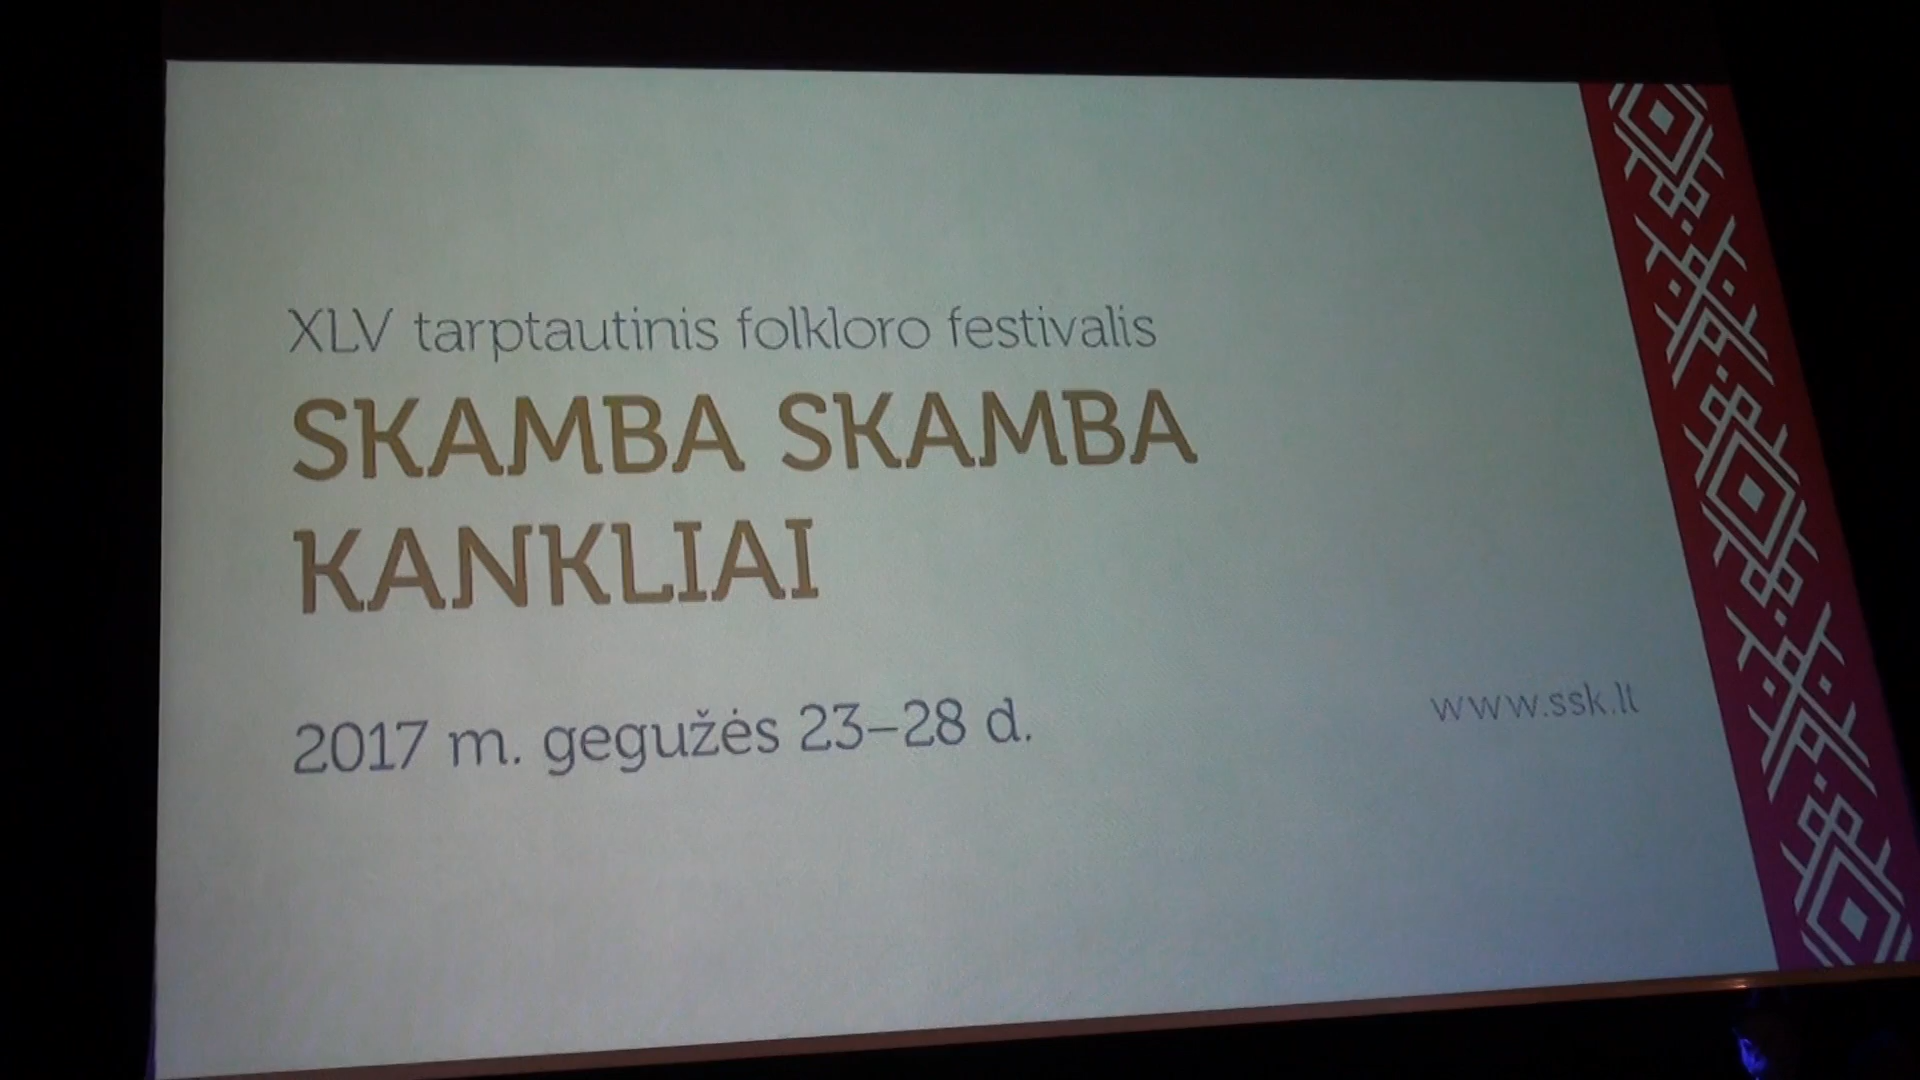 XLV tarptautinis folkloro festivalis
SKAMBA SKAMBA
KANKLIAI
2017 m. gegužės 23–28 d.
www.ssk.lt